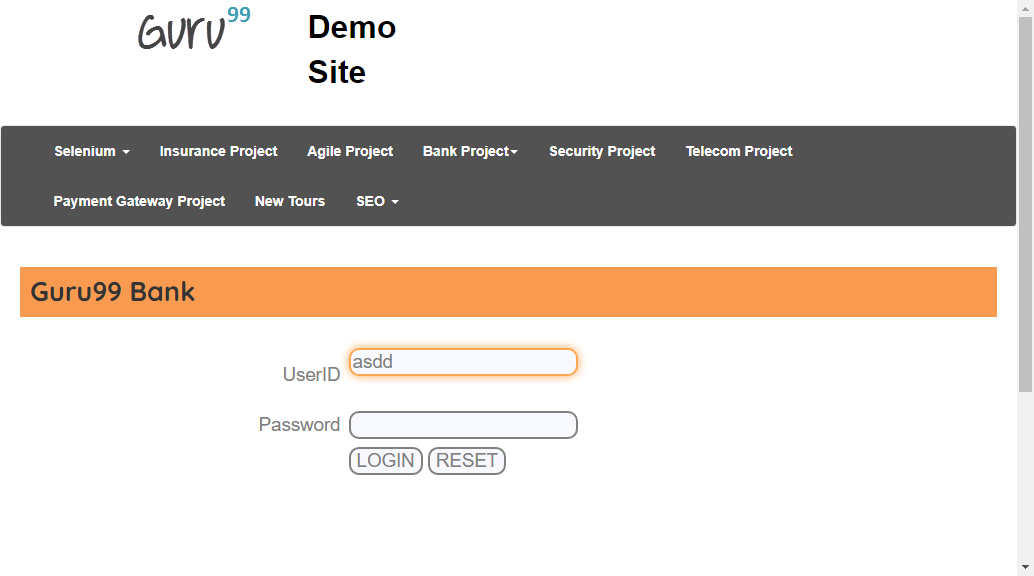 Guru99
Demo
Site
Selenium Insurance Project Agile Project Bank Project Security Project Telecom Project
Payment Gateway Project New Tours SEO
Guru99 Bank
UserID asdd
Password
LOGIN RESET